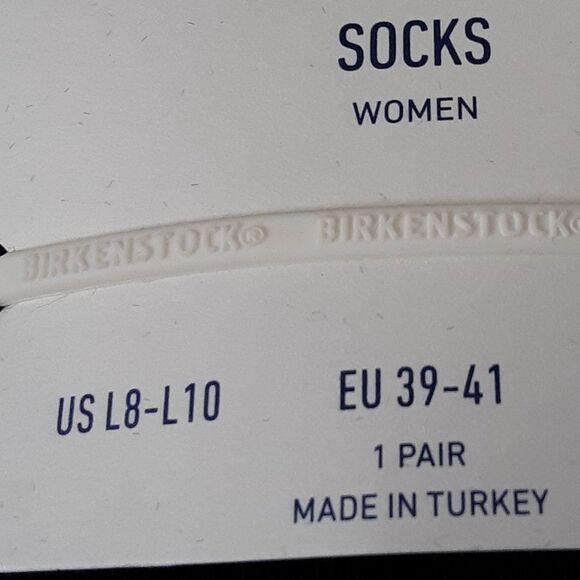 SOCKS
WOMEN
BIRKENSTOCK® BIRKENSTOCK®
US L8-L10 EU 39-41
1 PAIR
MADE IN TURKEY